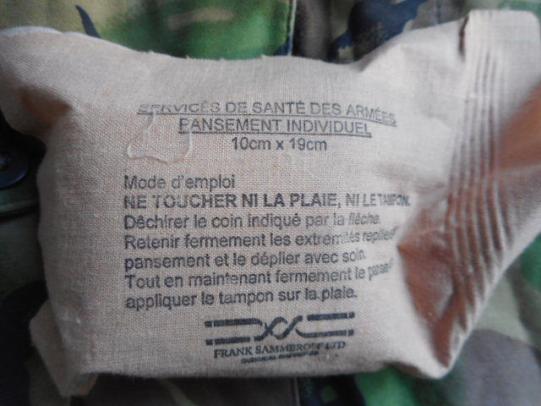 SERVICES DE SANTÉ DES ARMÉES
PANSEMENT INDIVIDUEL
10cm x 19cm
Mode d'emploi
NE TOUCHER NI LA PLAIE, NI LE TAMPON.
Déchirer le coin indiqué par la flèche.
Retenir fermement les extremités
pansement et le déplier avec soin.
Tout en maintenant fermement le
appliquer le tampon sur la plaie.
FRANK SAMMEROFF LTD